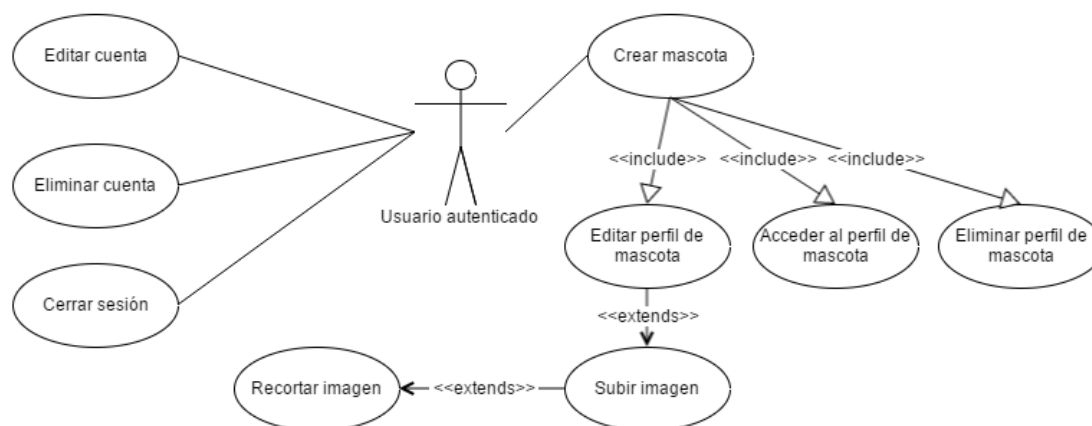 Editar cuenta
Crear mascota
Eliminar cuenta
<<include>>
<<include>>
<<include>>
Usuario autenticado
Editar perfil de
mascota
Acceder al perfil de
mascota
Eliminar perfil de
mascota
Cerrar sesión
<<extends>>
Recortar imagen
<<extends>>
Subir imagen